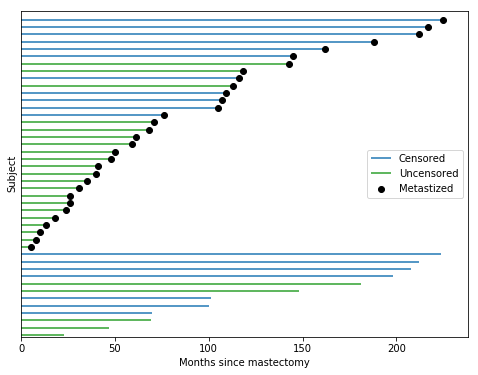 Subject
Censored
Uncensored
Metastized
0
50
100
150
200
Months since mastectomy